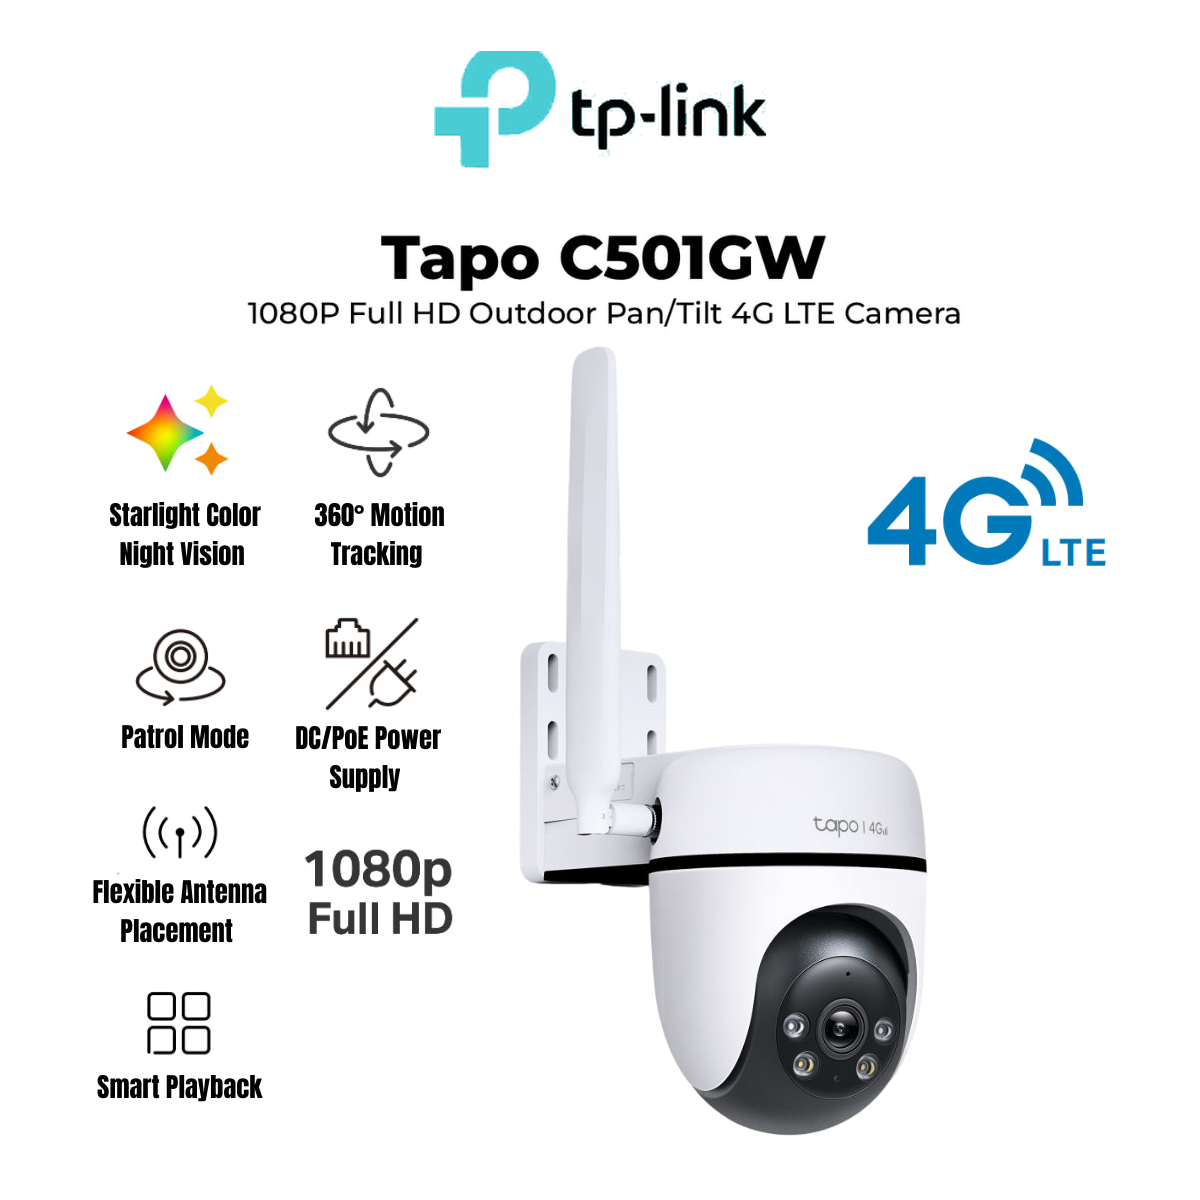 tp-link
Tapo C501GW
1080P Full HD Outdoor Pan/Tilt 4G LTE Camera
Starlight Color
Night Vision
360° Motion
Tracking
4G
LTE
Patrol Mode
DC/PoE Power
Supply
tapo | 4G
Flexible Antenna
Placement
1080p
Full HD
Smart Playback